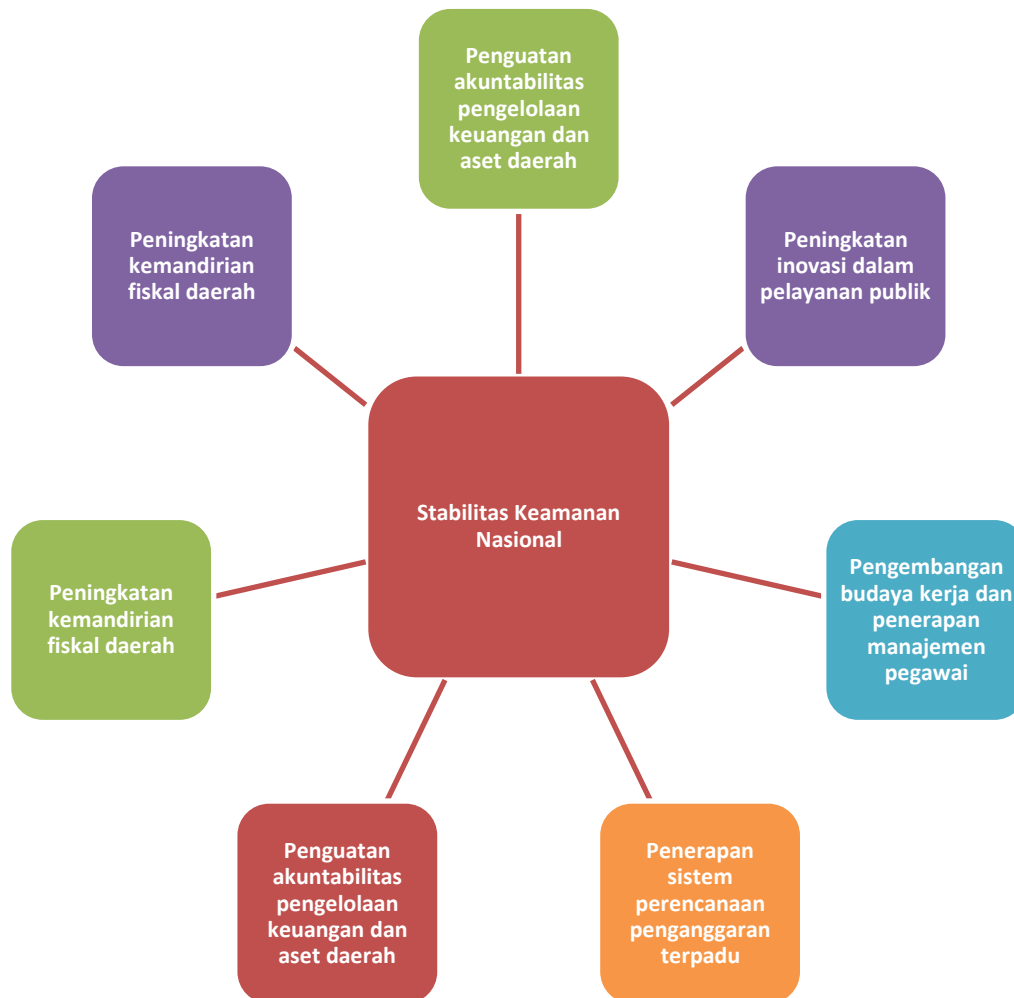 Penguatan
akuntabilitas
pengelolaan
keuangan dan
aset daerah
Peningkatan
kemandirian
fiskal daerah
Peningkatan
inovasi dalam
pelayanan publik
Stabilitas Keamanan
Nasional
Peningkatan
kemandirian
fiskal daerah
Pengembangan
budaya kerja dan
penerapan
manajemen
pegawai
Penguatan
akuntabilitas
pengelolaan
keuangan dan
aset daerah
Penerapan
sistem
perencanaan
penganggaran
terpadu